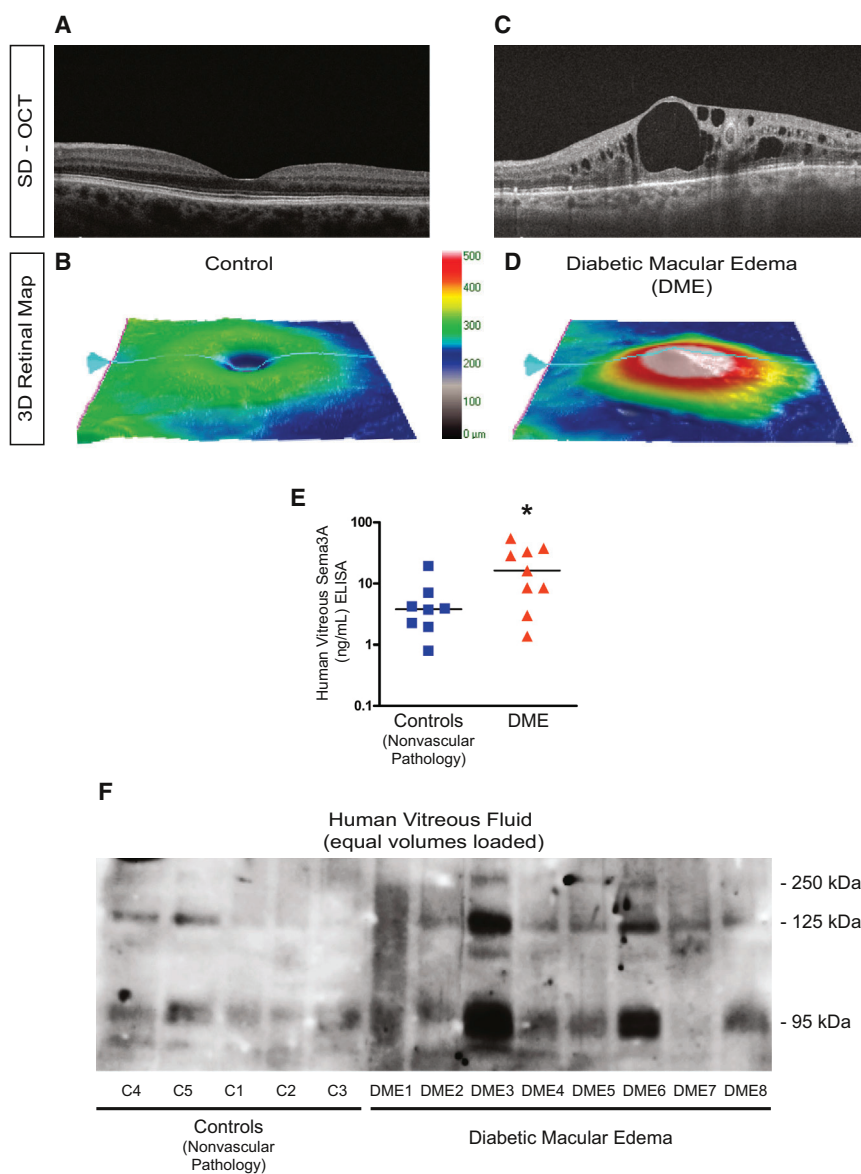 A
C
SD - OCT
B
Control
500
400
300
200
100
0 µm
D
Diabetic Macular Edema
(DME)
3D Retinal Map
E
*
Human Vitreous Sema3A
(ng/mL) ELISA
100
10
1
0.1
Controls
(Nonvascular
Pathology)
DME
F
Human Vitreous Fluid
(equal volumes loaded)
- 250 kDa
- 125 kDa
- 95 kDa
C4 C5 C1 C2 C3 DME1 DME2 DME3 DME4 DME5 DME6 DME7 DME8
Controls
(Nonvascular
Pathology)
Diabetic Macular Edema